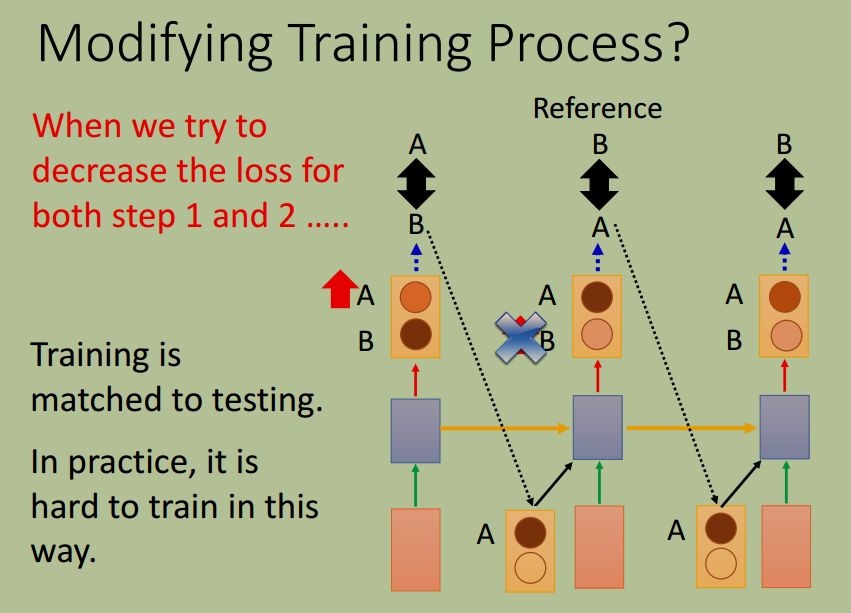 Modifying Training Process?
When we try to
decrease the loss for
both step 1 and 2 …..
Reference
A
B
B
B
A
A
A
B
A
B
A
B
Training is
matched to testing.
In practice, it is
hard to train in this
way.
A
A